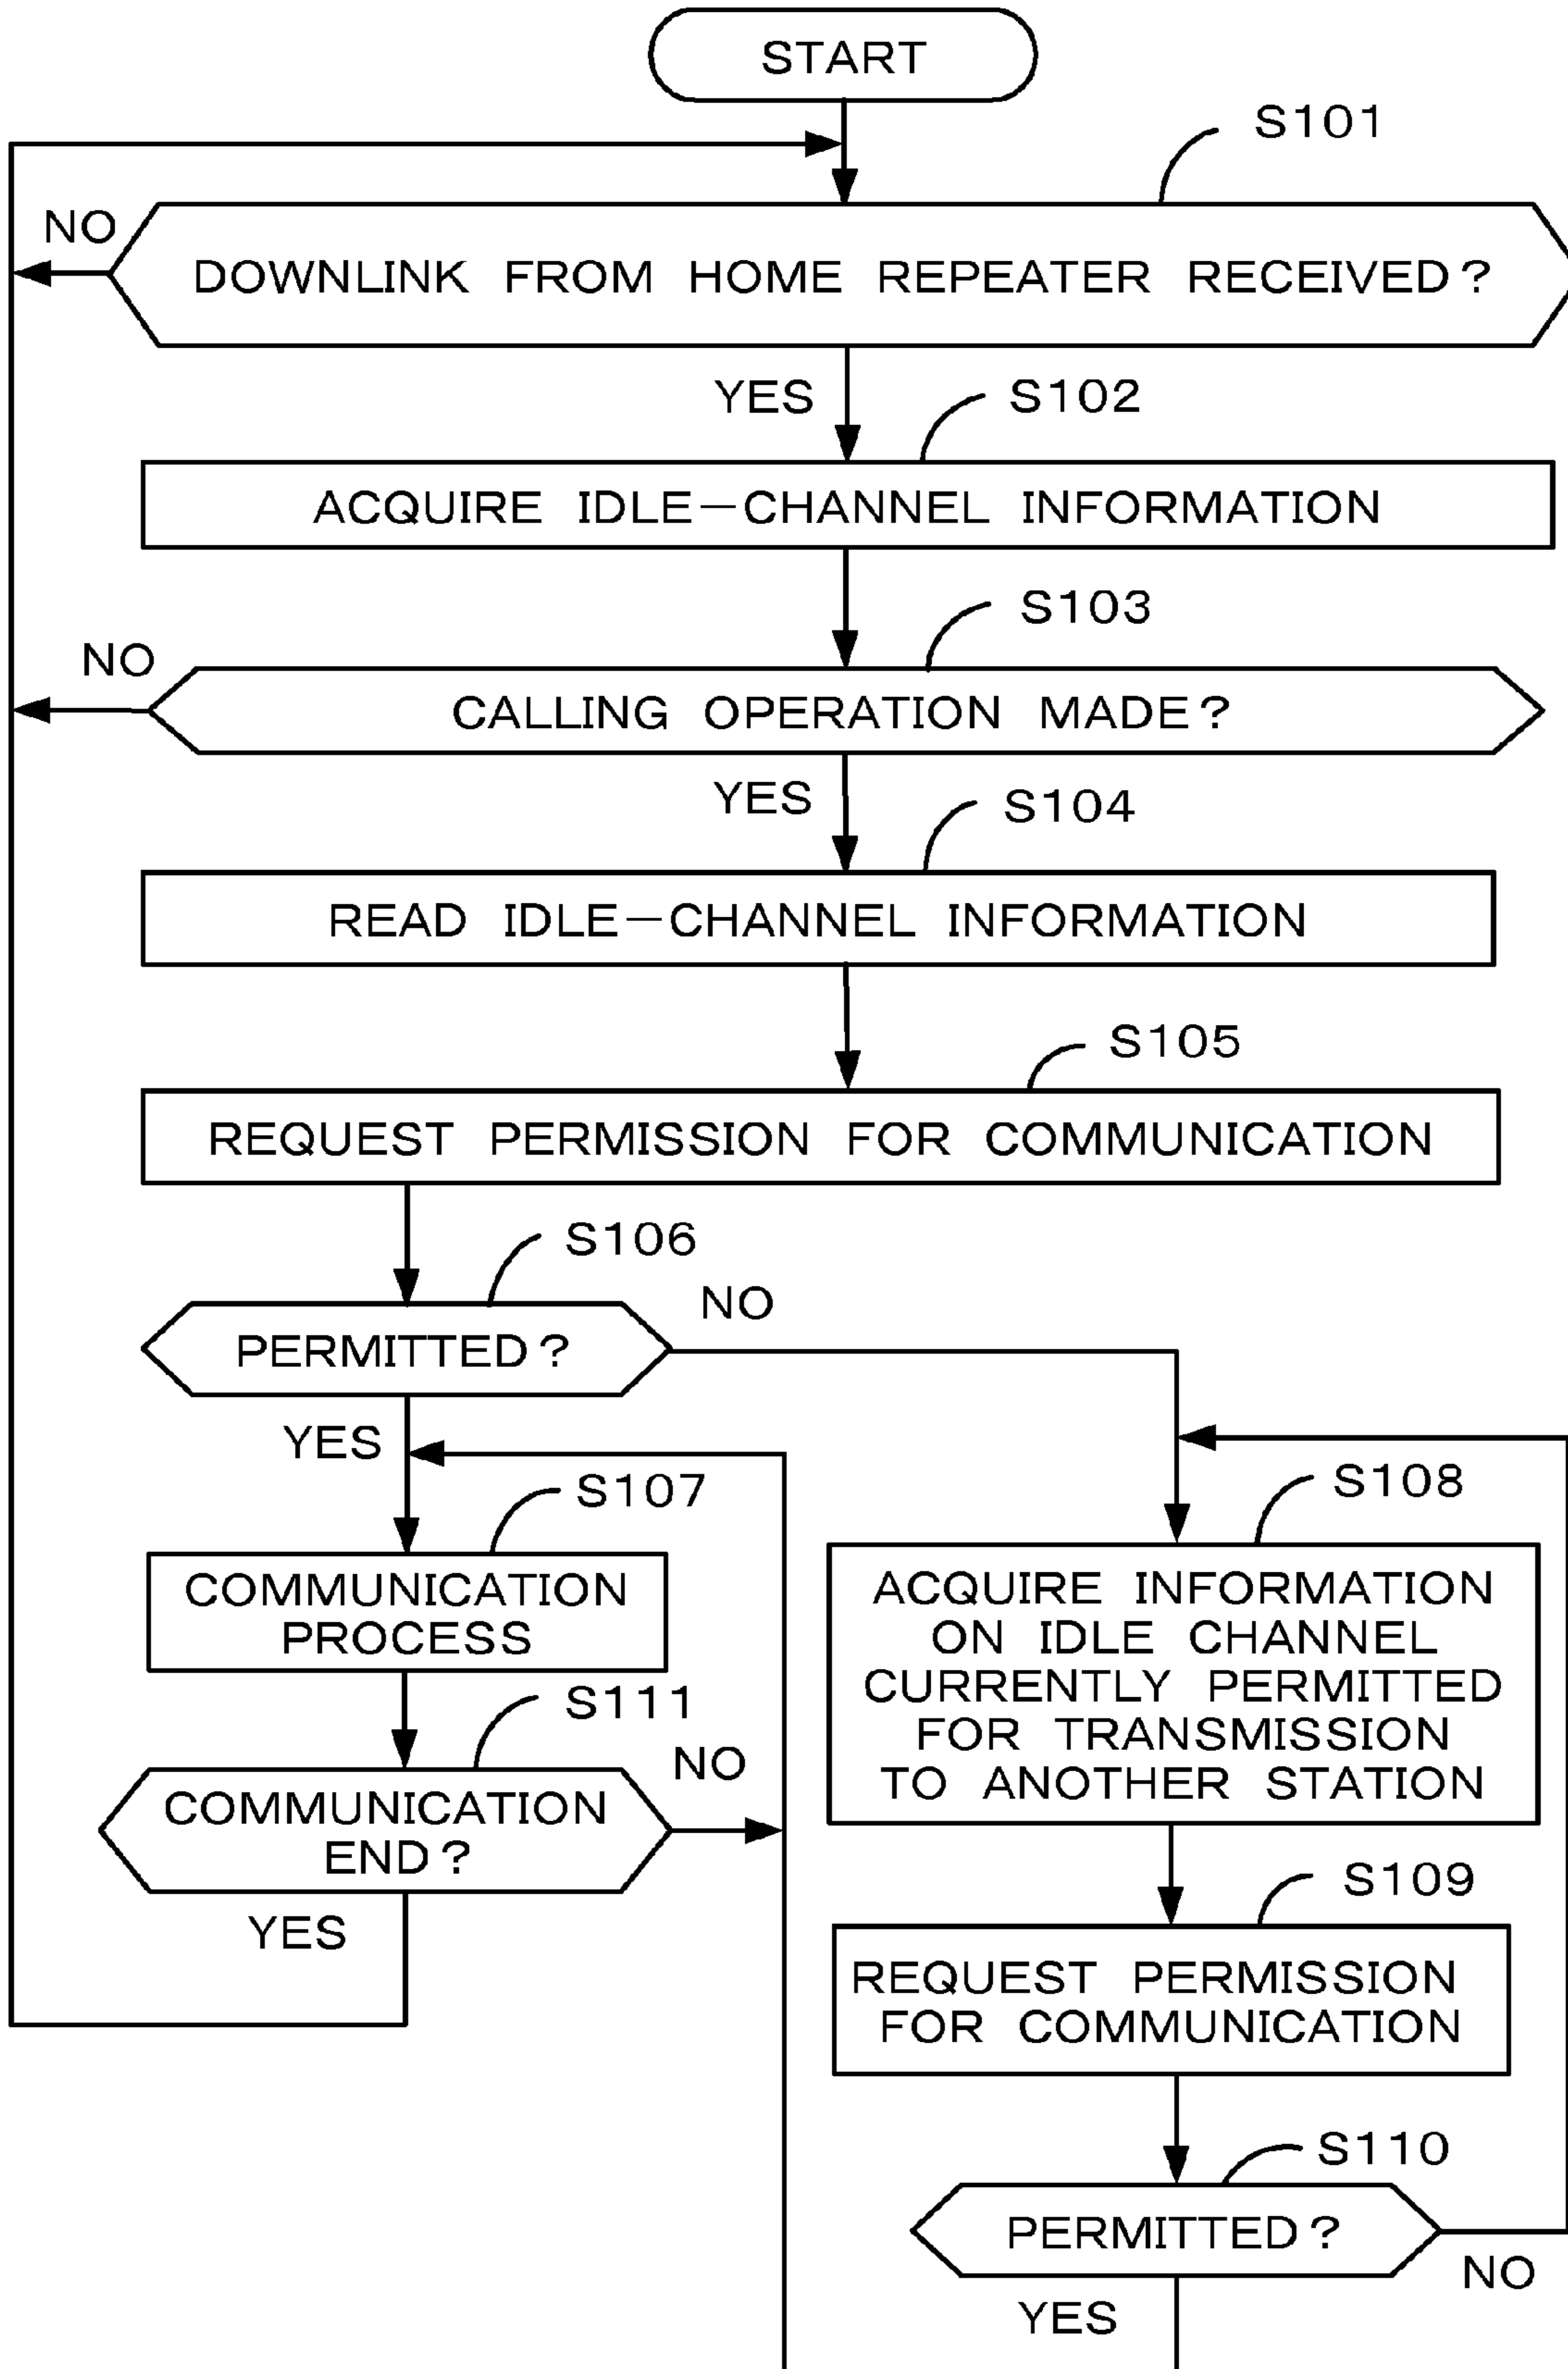 START
S101
NO
DOWNLINK FROM HOME REPEATER RECEIVED?
YES
S102
ACQUIRE IDLE—CHANNEL INFORMATION
S103
NO
CALLING OPERATION MADE?
YES
S104
READ IDLE—CHANNEL INFORMATION
S105
REQUEST PERMISSION FOR COMMUNICATION
S106
NO
PERMITTED?
YES
S107
COMMUNICATION
PROCESS
S111
NO
COMMUNICATION
END?
YES
S108
ACQUIRE INFORMATION
ON IDLE CHANNEL
CURRENTLY PERMITTED
FOR TRANSMISSION
TO ANOTHER STATION
S109
REQUEST PERMISSION
FOR COMMUNICATION
S110
PERMITTED?
NO
YES